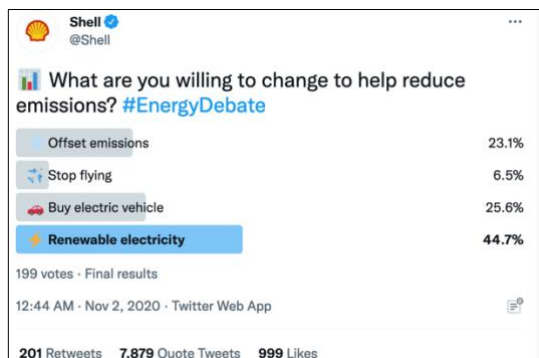 Shell
@Shell
What are you willing to change to help reduce
emissions? #EnergyDebate
Offset emissions 23.1%
Stop flying 6.5%
Buy electric vehicle 25.6%
Renewable electricity 44.7%
199 votes · Final results
12:44 AM · Nov 2, 2020 · Twitter Web App
201 Retweets 7,879 Quote Tweets 999 Likes